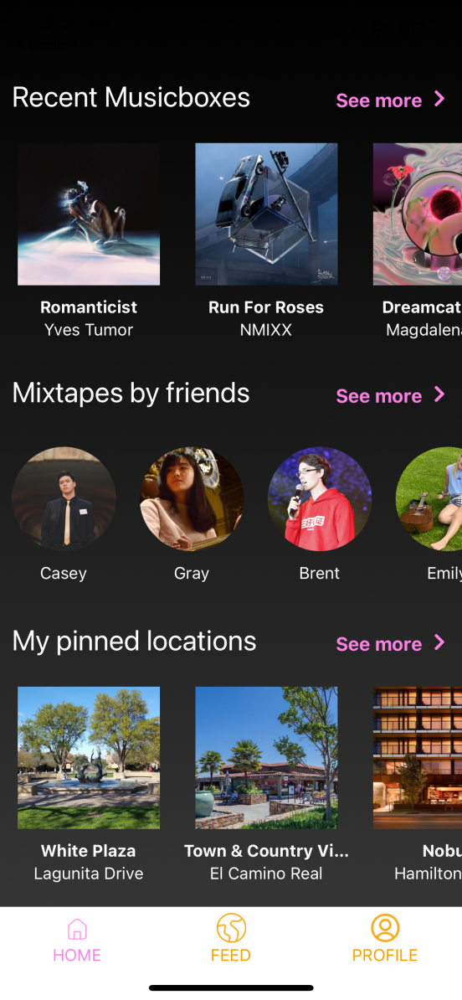 Recent Musicboxes
See more
Romanticist
Yves Tumor
Run For Roses
NMIXX
Dreamcat
Magdalen
Mixtapes by friends
See more
Casey
Gray
Brent
Emily
My pinned locations
See more
White Plaza
Lagunita Drive
Town & Country Vi...
El Camino Real
Nobu
Hamilton
HOME
FEED
PROFILE